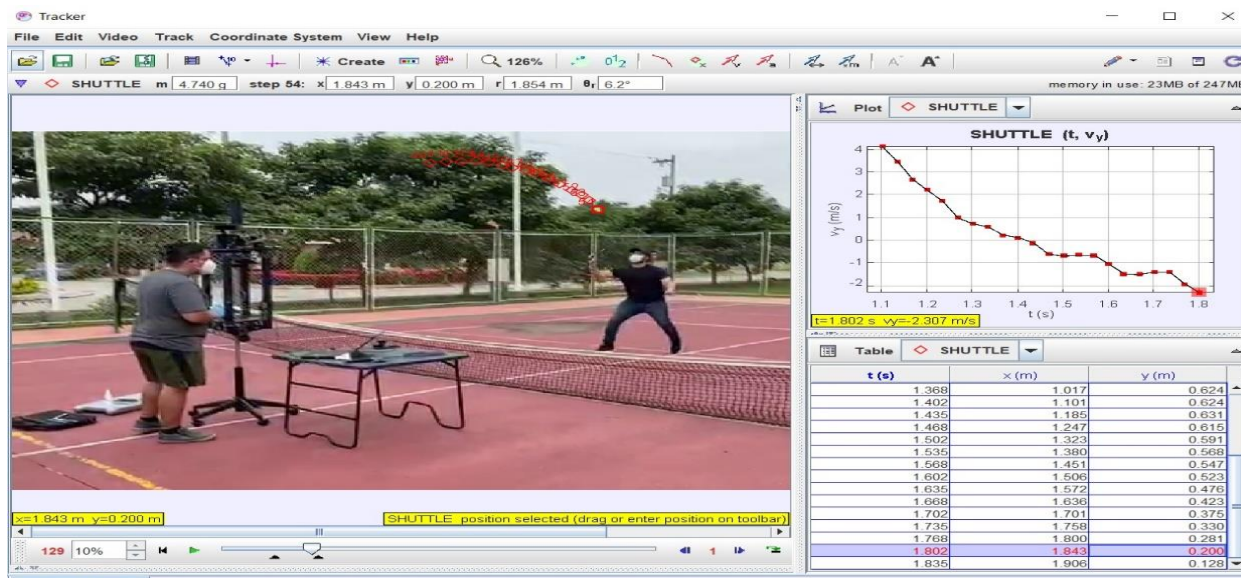 Tracker
File Edit Video Track Coordinate System View Help
Create 126%
SHUTTLE m 4.740 g step 54: x 1.843 m y 0.200 m r 1.854 m θr 6.2° memory in use: 23MB of 247MB
Plot SHUTTLE
SHUTTLE (t, vy)
4
3
2
1
0
-1
-2
vy (m/s)
1.1 1.2 1.3 1.4 1.5 1.6 1.7 1.8
t (s)
t=1.802 s vy=-2.307 m/s
Table SHUTTLE
t (s) x (m) y (m)
1.368 1.017 0.624
1.402 1.101 0.624
1.435 1.185 0.631
1.468 1.247 0.615
1.502 1.323 0.591
1.535 1.380 0.568
1.568 1.451 0.547
1.602 1.506 0.523
1.635 1.572 0.476
1.668 1.636 0.423
1.702 1.701 0.375
1.735 1.758 0.330
1.768 1.800 0.281
1.802 1.843 0.200
1.835 1.906 0.128
x=1.843 m y=0.200 m SHUTTLE position selected (drag or enter position on toolbar)
129 10% 1